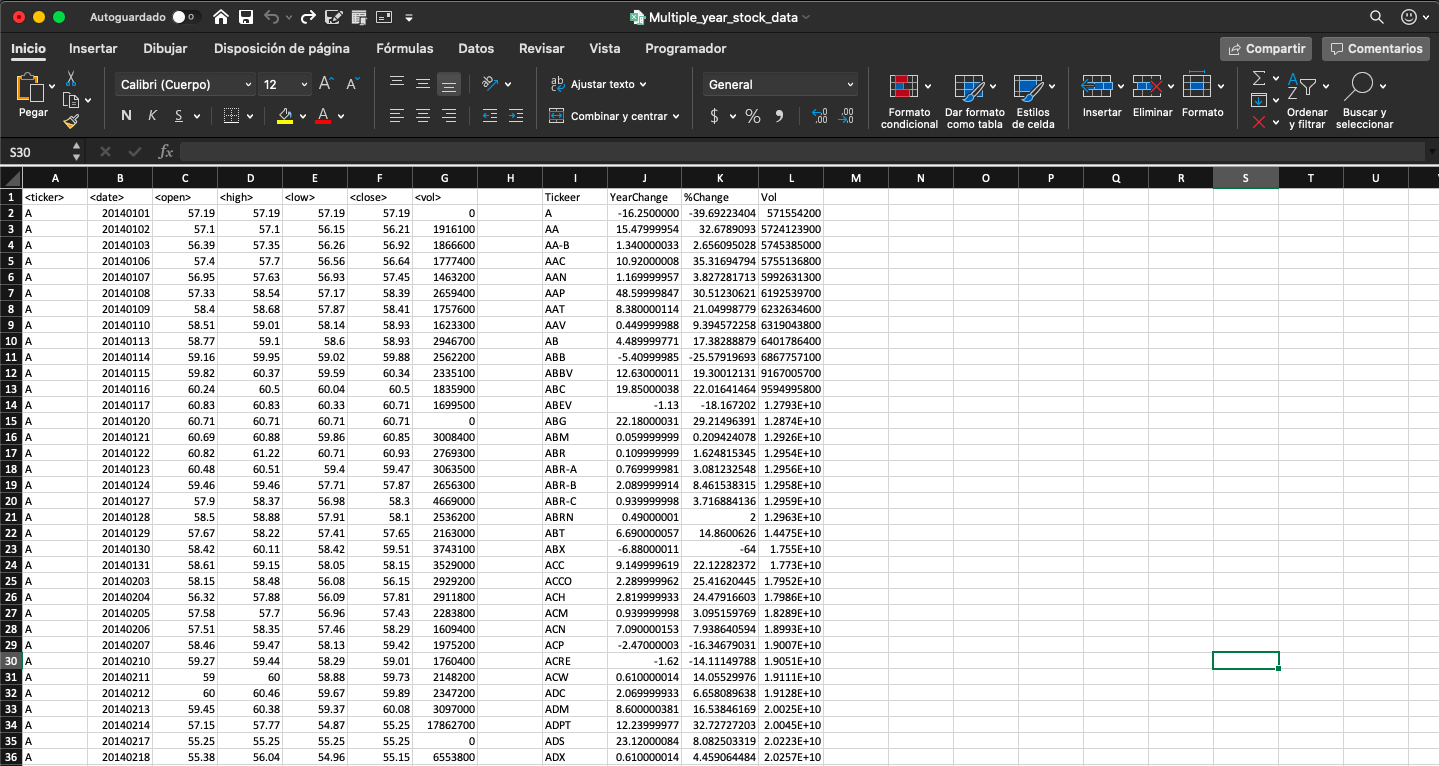 Autoguardado
Multiple_year_stock_data
Inicio Insertar Dibujar Disposición de página Fórmulas Datos Revisar Vista Programador Compartir Comentarios
Pegar
Calibri (Cuerpo) 12 A A
N K S A
ab Ajustar texto
Combinar y centrar
General
$ %
Formato condicional
Dar formato como tabla
Estilos de celda
Insertar Eliminar Formato
Ordenar y filtrar
Buscar y seleccionar
S30 fx
A B C D E F G H I J K L M N O P Q R S T U
1 <ticker> <date> <open> <high> <low> <close> <vol> Tickeer YearChange %Change Vol
2 A 20140101 57.19 57.19 57.19 57.19 0 A -16.2500000 -39.69223404 571554200
3 A 20140102 57.1 57.1 56.15 56.21 1916100 AA 15.47999954 32.6789093 5724123900
4 A 20140103 56.39 57.35 56.26 56.92 1866600 AA-B 1.340000033 2.656095028 5745385000
5 A 20140106 57.4 57.7 56.56 56.64 1777400 AAC 10.92000008 35.31694794 5755136800
6 A 20140107 56.95 57.63 56.93 57.45 1463200 AAN 1.169999957 3.827281713 5992631300
7 A 20140108 57.33 58.54 57.17 58.39 2659400 AAP 48.59999847 30.51230621 6192539700
8 A 20140109 58.4 58.68 57.87 58.41 1757600 AAT 8.380000114 21.04998779 6232634600
9 A 20140110 58.51 59.01 58.14 58.93 1623300 AAV 0.449999988 9.394572258 6319043800
10 A 20140113 58.77 59.1 58.6 58.93 2946700 AB 4.489999771 17.38288879 6401786400
11 A 20140114 59.16 59.95 59.02 59.88 2562200 ABB -5.40999985 -25.57919693 6867757100
12 A 20140115 59.82 60.37 59.59 60.34 2335100 ABBV 12.63000011 19.30012131 9167005700
13 A 20140116 60.24 60.5 60.04 60.5 1835900 ABC 19.85000038 22.01641464 9594995800
14 A 20140117 60.83 60.83 60.33 60.71 1699500 ABEV -1.13 -18.167202 1.2793E+10
15 A 20140120 60.71 60.71 60.71 60.71 0 ABG 22.18000031 29.21496391 1.2874E+10
16 A 20140121 60.69 60.88 59.86 60.85 3008400 ABM 0.059999999 0.209424078 1.2926E+10
17 A 20140122 60.82 61.22 60.71 60.93 2769300 ABR 0.109999999 1.624815345 1.2954E+10
18 A 20140123 60.48 60.51 59.4 59.47 3063500 ABR-A 0.769999981 3.081232548 1.2956E+10
19 A 20140124 59.46 59.46 57.71 57.87 2656300 ABR-B 2.089999914 8.461538315 1.2958E+10
20 A 20140127 57.9 58.37 56.98 58.3 4669000 ABR-C 0.939999998 3.716884136 1.2959E+10
21 A 20140128 58.5 58.88 57.91 58.1 2536200 ABRN 0.49000001 2 1.2963E+10
22 A 20140129 57.67 58.22 57.41 57.65 2163000 ABT 6.690000057 14.8600626 1.4475E+10
23 A 20140130 58.42 60.11 58.42 59.51 3743100 ABX -6.88000011 -64 1.755E+10
24 A 20140131 58.61 59.15 58.05 58.15 3529000 ACC 9.149999619 22.12282372 1.773E+10
25 A 20140203 58.15 58.48 56.08 56.15 2929200 ACCO 2.289999962 25.41620445 1.7952E+10
26 A 20140204 56.32 57.88 56.09 57.81 2911800 ACH 2.819999933 24.47916603 1.7986E+10
27 A 20140205 57.58 57.7 56.96 57.43 2283800 ACM 0.939999998 3.095159769 1.8289E+10
28 A 20140206 57.51 58.35 57.46 58.29 1609400 ACN 7.090000153 7.938640594 1.8993E+10
29 A 20140207 58.46 59.47 58.13 59.42 1975200 ACP -2.47000003 -16.34679031 1.9007E+10
30 A 20140210 59.27 59.44 58.29 59.01 1760400 ACRE -1.62 -14.11149788 1.9051E+10
31 A 20140211 59 60 58.88 59.73 2148200 ACW 0.610000014 14.05529976 1.9111E+10
32 A 20140212 60 60.46 59.67 59.89 2347200 ADC 2.069999933 6.658089638 1.9128E+10
33 A 20140213 59.45 60.38 59.37 60.08 3097000 ADM 8.600000381 16.53846169 2.0025E+10
34 A 20140214 57.15 57.77 54.87 55.25 17862700 ADPT 12.23999977 32.72727203 2.0045E+10
35 A 20140217 55.25 55.25 55.25 55.25 0 ADS 23.12000084 8.082503319 2.0223E+10
36 A 20140218 55.38 56.04 54.96 55.15 6553800 ADX 0.610000014 4.459064484 2.0257E+10